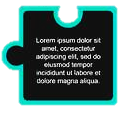 Lorem ipsum dolor sit
amet, consectetur
adipiscing elit, sed do
eiusmod tempor
incididunt ut labore et
dolore magna aliqua.